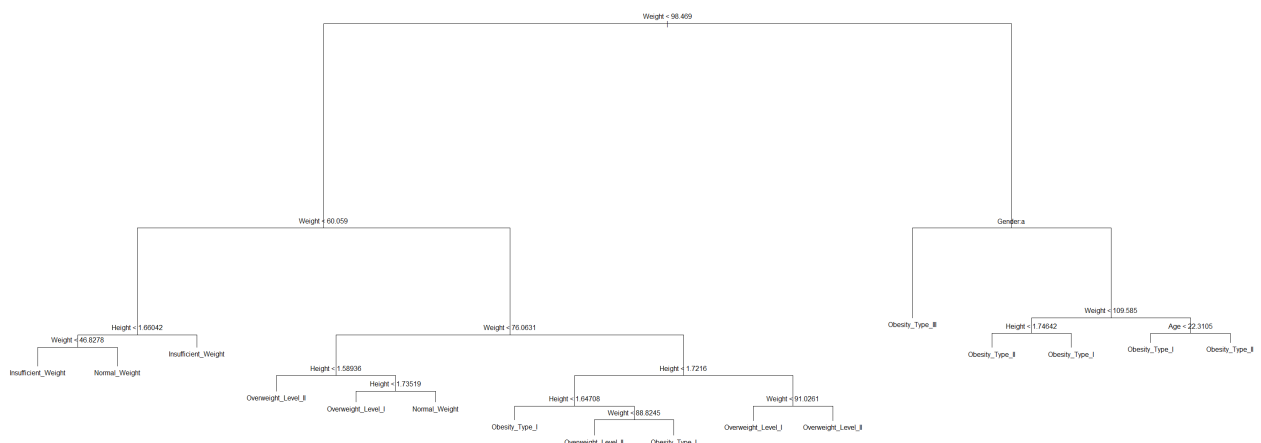 Weight < 98.469
Weight < 60.059
Gender:a
Height < 1.66042
Weight < 76.0631
Obesity_Type_III
Weight < 109.585
Weight < 46.8278
Insufficient_Weight
Height < 1.74642
Age < 22.3105
Insufficient_Weight
Normal_Weight
Height < 1.58936
Height < 1.7216
Obesity_Type_II
Obesity_Type_I
Obesity_Type_I
Obesity_Type_II
Overweight_Level_II
Height < 1.73519
Height < 1.64708
Weight < 91.0261
Overweight_Level_I
Normal_Weight
Obesity_Type_I
Weight < 88.8245
Overweight_Level_I
Overweight_Level_II
Overweight_Level_II
Obesity_Type_I